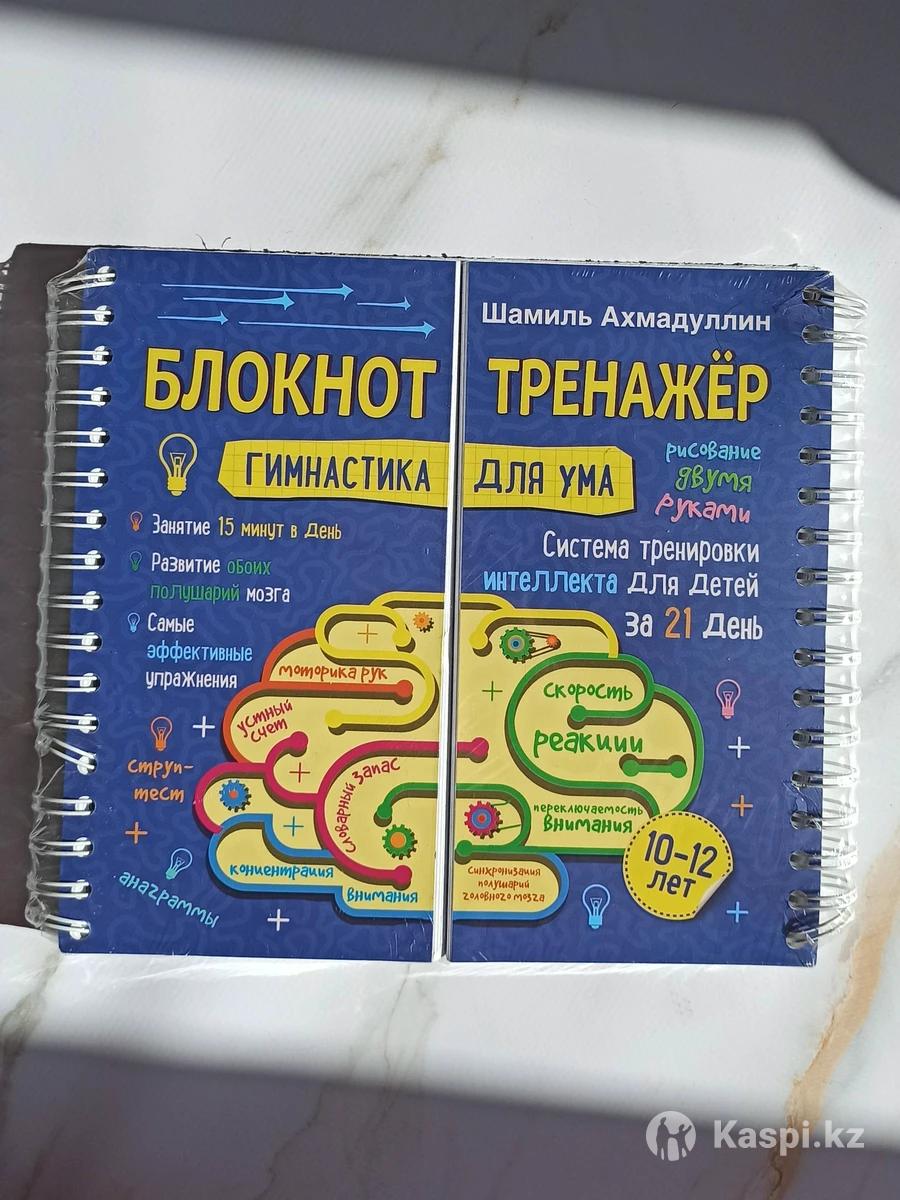 Шамиль Ахмадуллин
БЛОКНОТ ТРЕНАЖЁР
ГИМНАСТИКА ДЛЯ УМА
рисование
двумя
руками
Занятие 15 минут в день
Развитие обоих
полушарий мозга
Самые
эффективные
упражнения
Система тренировки
интеллекта для детей
за 21 день
моторика рук
устный
счет
скорость
реакции
струп-
тест
словарный запас
переключаемость
внимания
концентрация
внимания
синхронизация
полушарий
головного мозга
анаграммы
10-12
лет
Kaspi.kz